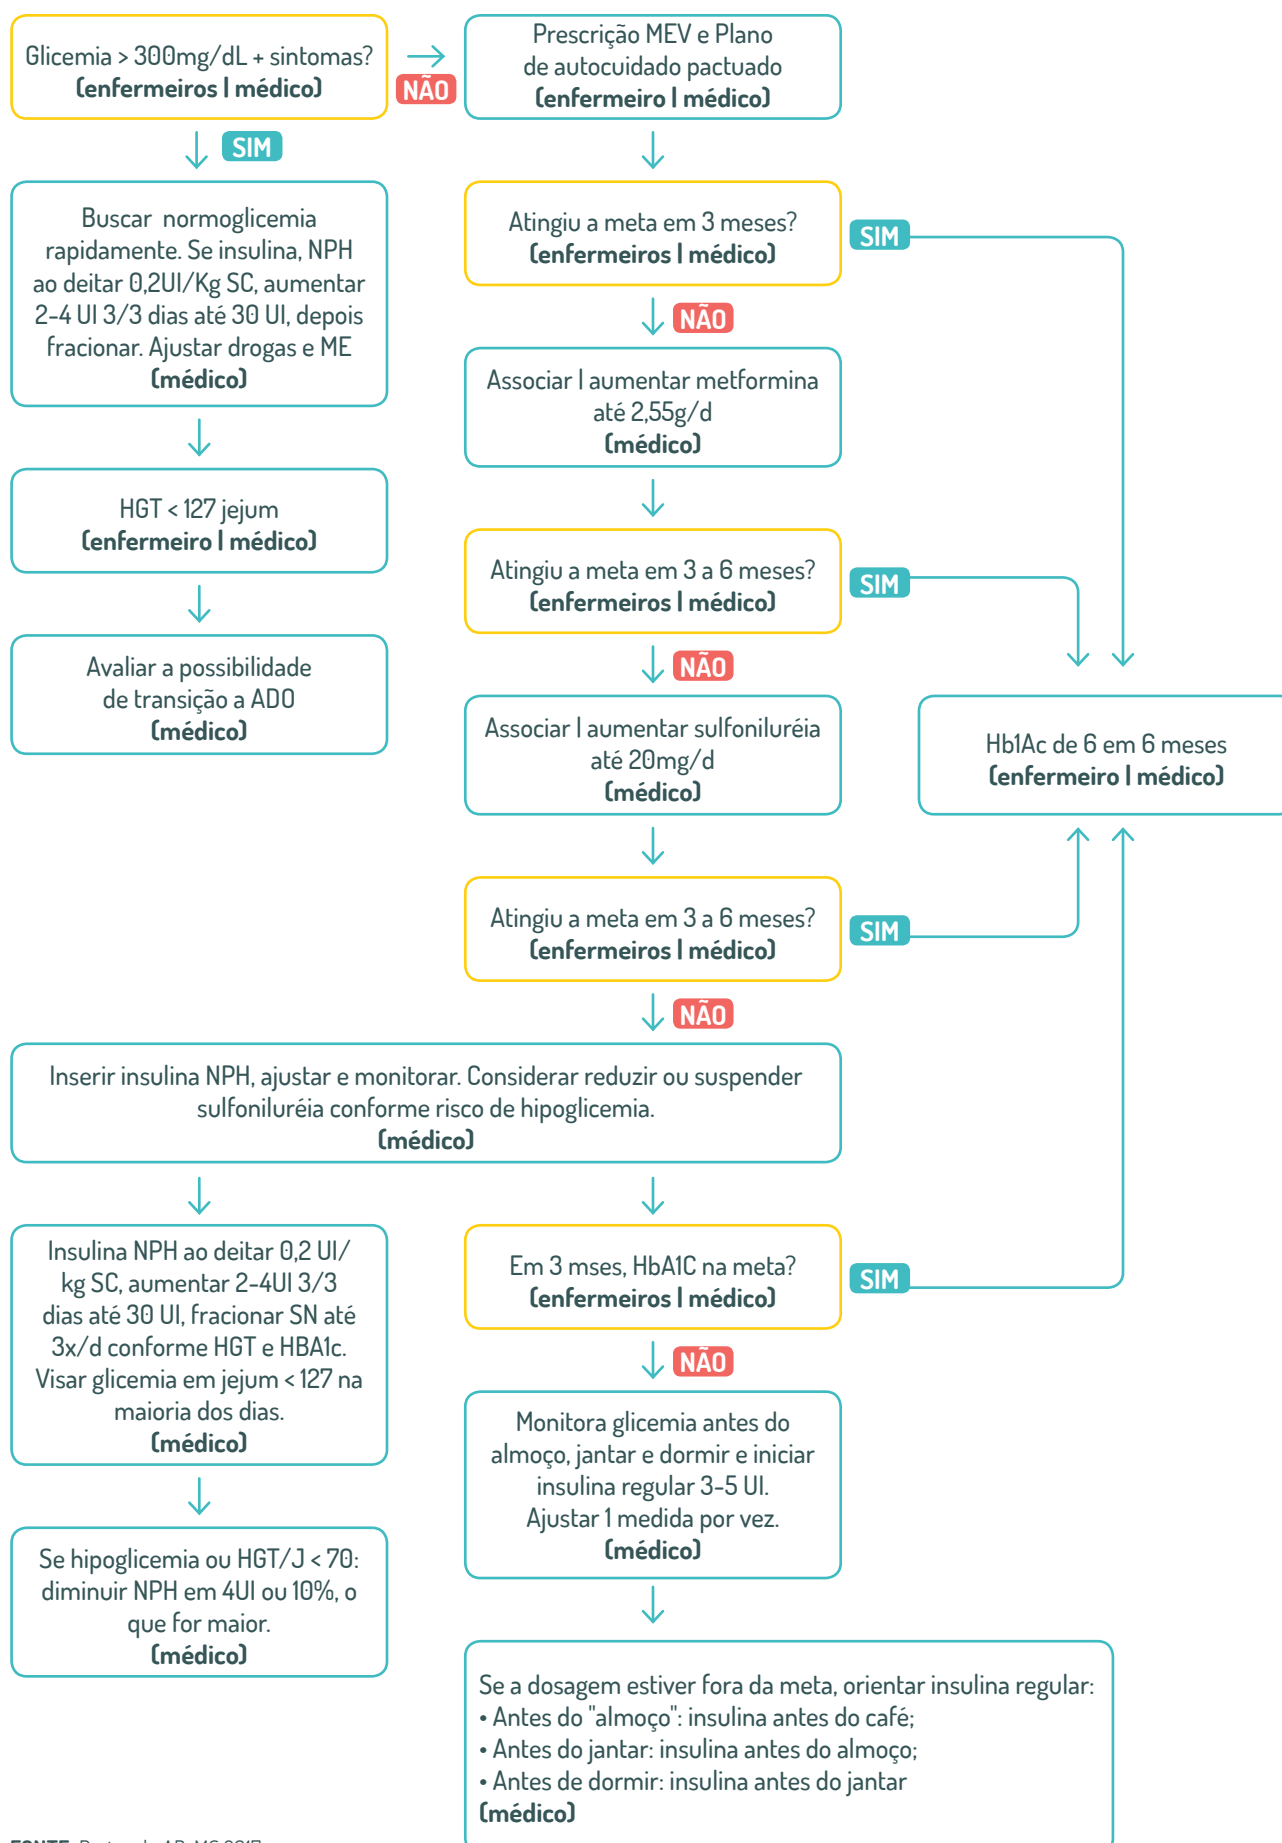 Glicemia > 300mg/dL + sintomas?
(enfermeiros | médico)
NÃO
Prescrição MEV e Plano
de autocuidado pactuado
(enfermeiro | médico)
SIM
Buscar normoglicemia
rapidamente. Se insulina, NPH
ao deitar 0,2UI/Kg SC, aumentar
2-4 UI 3/3 dias até 30 UI, depois
fracionar. Ajustar drogas e ME
(médico)
HGT < 127 jejum
(enfermeiro | médico)
Avaliar a possibilidade
de transição a ADO
(médico)
Atingiu a meta em 3 meses?
(enfermeiros | médico)
SIM
NÃO
Associar | aumentar metformina
até 2,55g/d
(médico)
Atingiu a meta em 3 a 6 meses?
(enfermeiros | médico)
SIM
NÃO
Associar | aumentar sulfoniluréia
até 20mg/d
(médico)
Hb1Ac de 6 em 6 meses
(enfermeiro | médico)
Atingiu a meta em 3 a 6 meses?
(enfermeiros | médico)
SIM
NÃO
Inserir insulina NPH, ajustar e monitorar. Considerar reduzir ou suspender
sulfoniluréia conforme risco de hipoglicemia.
(médico)
Insulina NPH ao deitar 0,2 UI/
kg SC, aumentar 2-4UI 3/3
dias até 30 UI, fracionar SN até
3x/d conforme HGT e HBA1c.
Visar glicemia em jejum < 127 na
maioria dos dias.
(médico)
Se hipoglicemia ou HGT/J < 70:
diminuir NPH em 4UI ou 10%, o
que for maior.
(médico)
Em 3 mses, HbA1C na meta?
(enfermeiros | médico)
SIM
NÃO
Monitora glicemia antes do
almoço, jantar e dormir e iniciar
insulina regular 3-5 UI.
Ajustar 1 medida por vez.
(médico)
Se a dosagem estiver fora da meta, orientar insulina regular:
• Antes do "almoço": insulina antes do café;
• Antes do jantar: insulina antes do almoço;
• Antes de dormir: insulina antes do jantar
(médico)